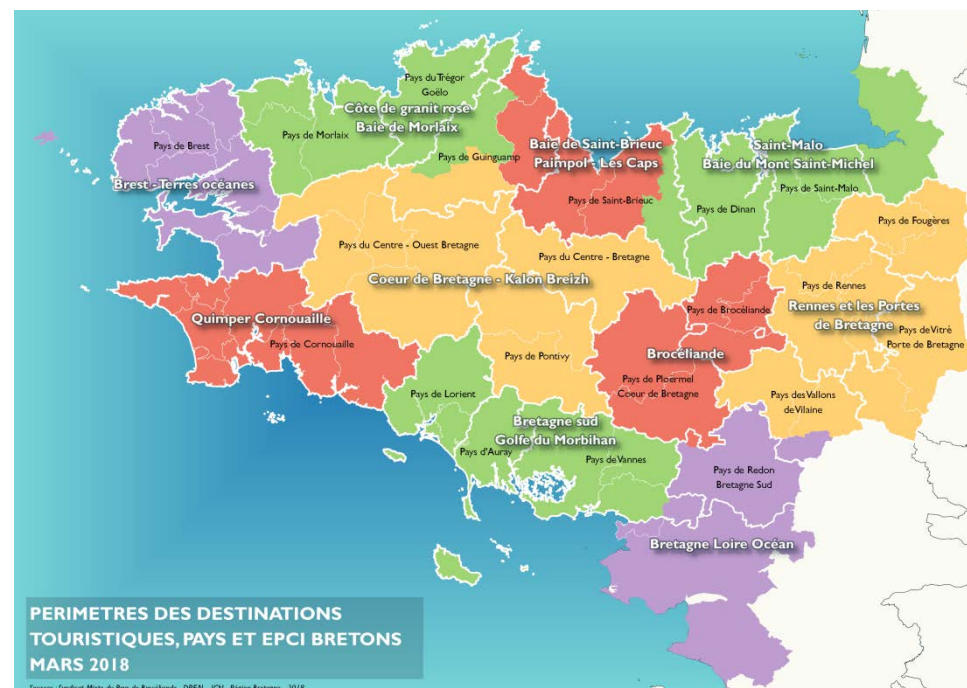 Pays du Trégor
Goëlo
Côte de granit rose
Baie de Morlaix
Pays de Morlaix
Pays de Guingamp
Pays de Brest
Brest - Terres océanes
Baie de Saint-Brieuc
Paimpol - Les Caps
Pays de Saint-Brieuc
Saint-Malo
Baie du Mont Saint-Michel
Pays de Saint-Malo
Pays de Dinan
Pays de Fougères
Pays du Centre - Ouest Bretagne
Pays du Centre - Bretagne
Coeur de Bretagne - Kalon Breizh
Pays de Rennes
Rennes et les Portes
de Bretagne
Pays de Vitrè
Porte de Bretagne
Pays de Brocéliande
Brocéliande
Quimper Cornouaille
Pays de Cornouaille
Pays de Pontivy
Pays de Ploermel
Coeur de Bretagne
Pays des Vallons
de Vilaine
Pays de Lorient
Bretagne sud
Golfe du Morbihan
Pays d'Auray
Pays de Vannes
Pays de Redon
Bretagne Sud
Bretagne Loire Océan
PERIMETRES DES DESTINATIONS
TOURISTIQUES, PAYS ET EPCI BRETONS
MARS 2018